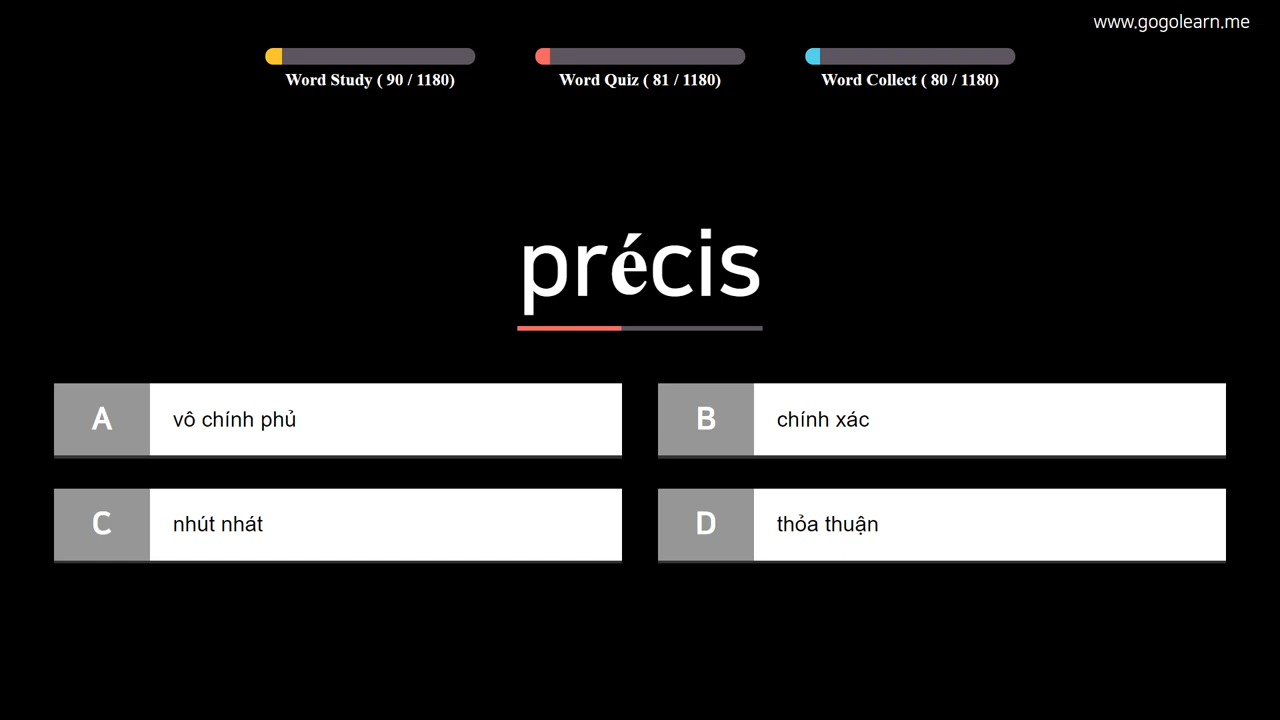 www.gogolearn.me
Word Study ( 90 / 1180)
Word Quiz ( 81 / 1180)
Word Collect ( 80 / 1180)
précis
A vô chính phủ
B chính xác
C nhút nhát
D thỏa thuận